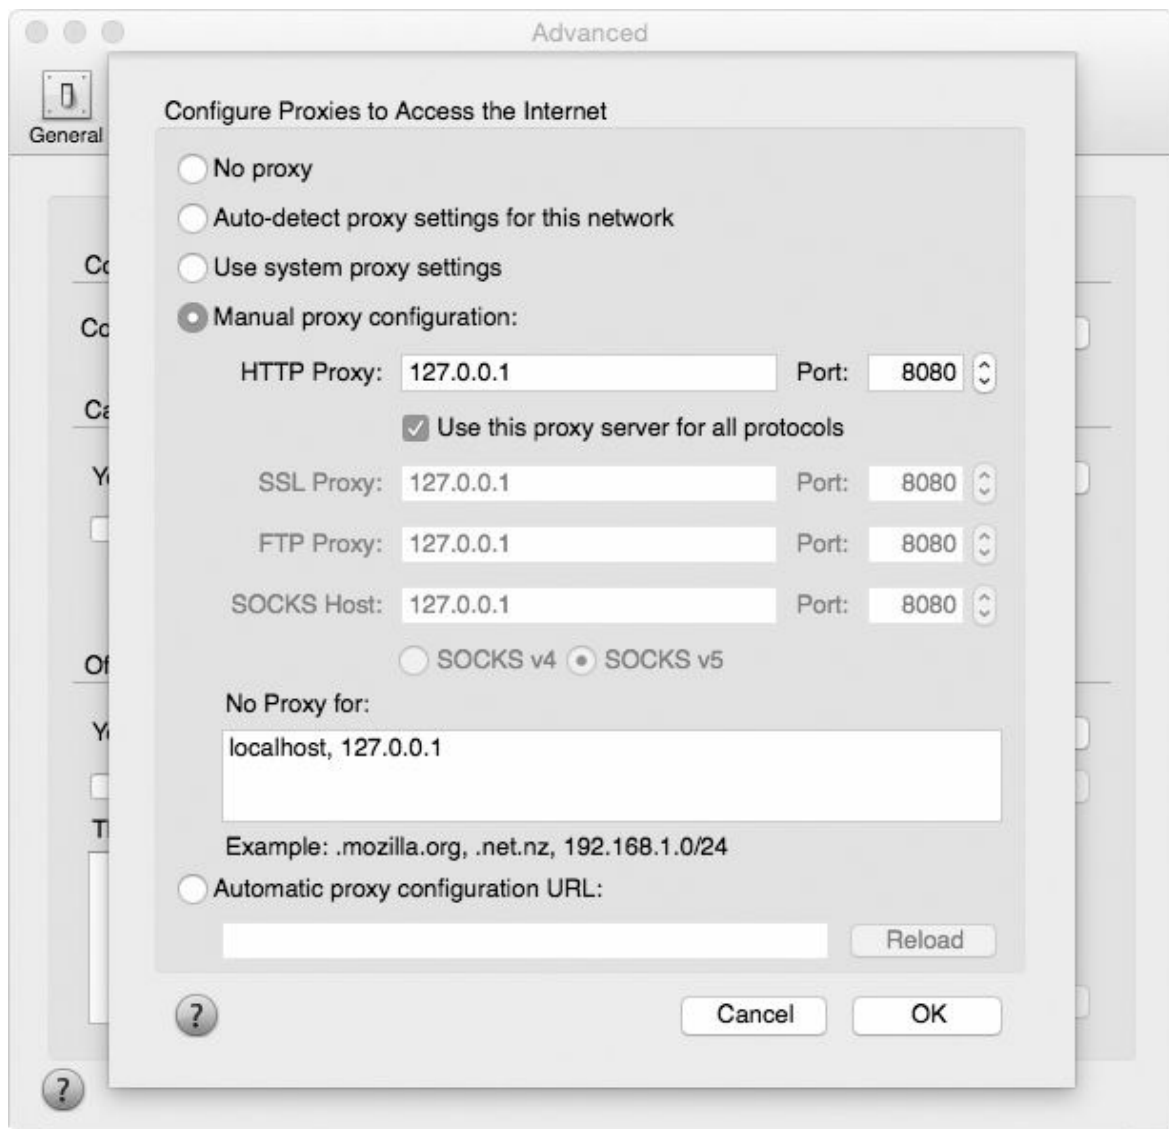 Advanced
General
Configure Proxies to Access the Internet
No proxy
Auto-detect proxy settings for this network
Use system proxy settings
Manual proxy configuration:
HTTP Proxy: 127.0.0.1 Port: 8080
Use this proxy server for all protocols
SSL Proxy: 127.0.0.1 Port: 8080
FTP Proxy: 127.0.0.1 Port: 8080
SOCKS Host: 127.0.0.1 Port: 8080
SOCKS v4 SOCKS v5
No Proxy for:
localhost, 127.0.0.1
Example: .mozilla.org, .net.nz, 192.168.1.0/24
Automatic proxy configuration URL:
Reload
? Cancel OK
?